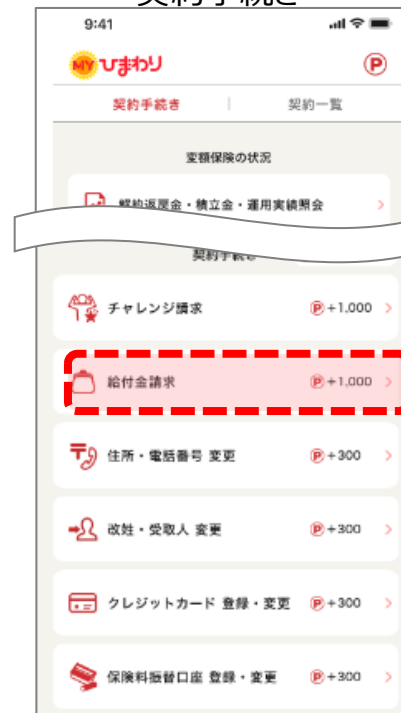 契約手続き
9:41
MY ひまわり P
契約手続き 契約一覧
変額保険の状況
解約返戻金・積立金・運用実績照会
契約手続き
チャレンジ請求 P+1,000
給付金請求 P+1,000
住所・電話番号 変更 P+300
改姓・受取人 変更 P+300
クレジットカード 登録・変更 P+300
保険料振替口座 登録・変更 P+300